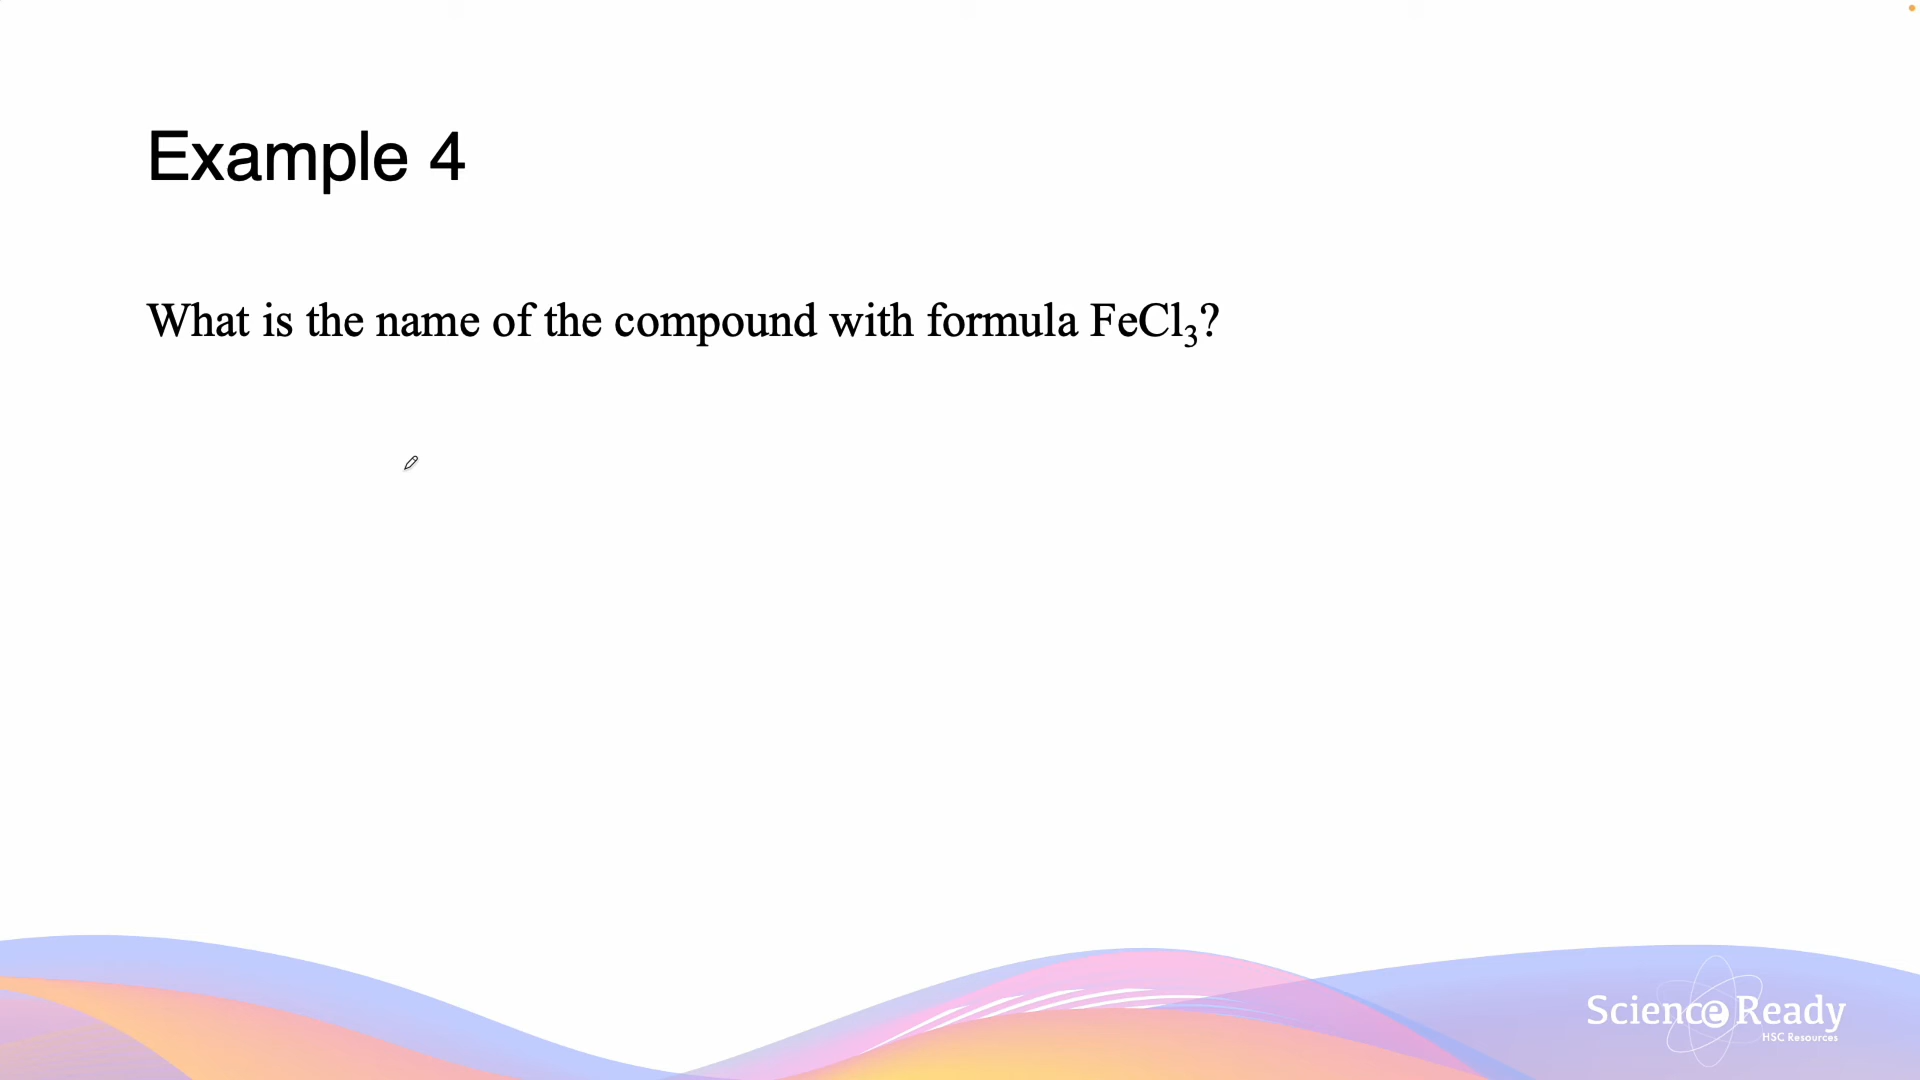 Example 4
What is the name of the compound with formula FeCl₃?
Science Ready
HSC Resources